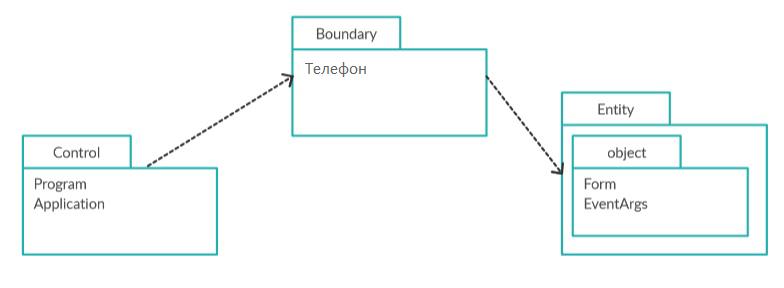 Boundary
Телефон
Control
Program
Application
Entity
object
Form
EventArgs